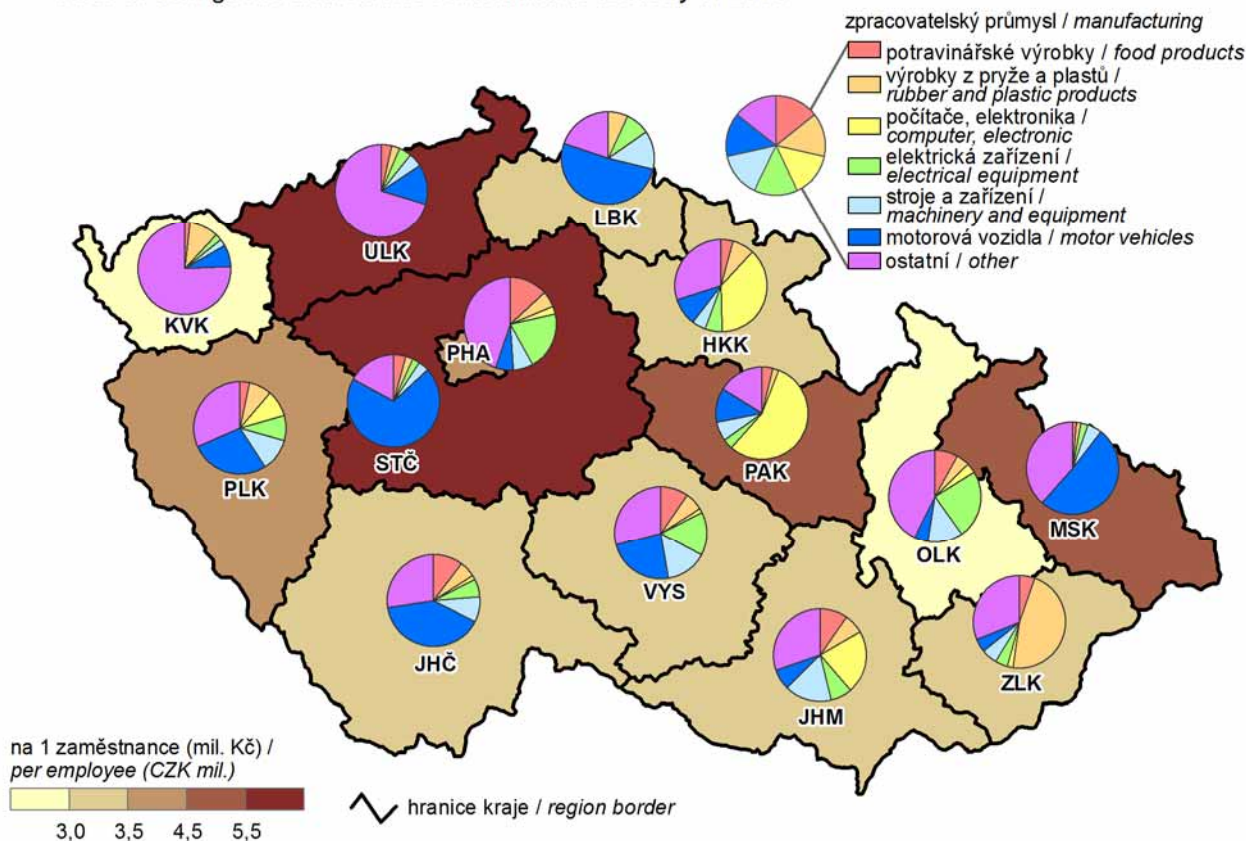 zpracovatelský průmysl / manufacturing
potravinářské výrobky / food products
výrobky z pryže a plastů /
rubber and plastic products
počítače, elektronika /
computer, electronic
elektrická zařízení /
electrical equipment
stroje a zařízení /
machinery and equipment
motorová vozidla / motor vehicles
ostatní / other
LBK
ULK
KVK
HKK
PHA
STČ
PAK
PLK
MSK
OLK
VYS
JHČ
ZLK
JHM
na 1 zaměstnance (mil. Kč) /
per employee (CZK mil.)
3,0 3,5 4,5 5,5
hranice kraje / region border